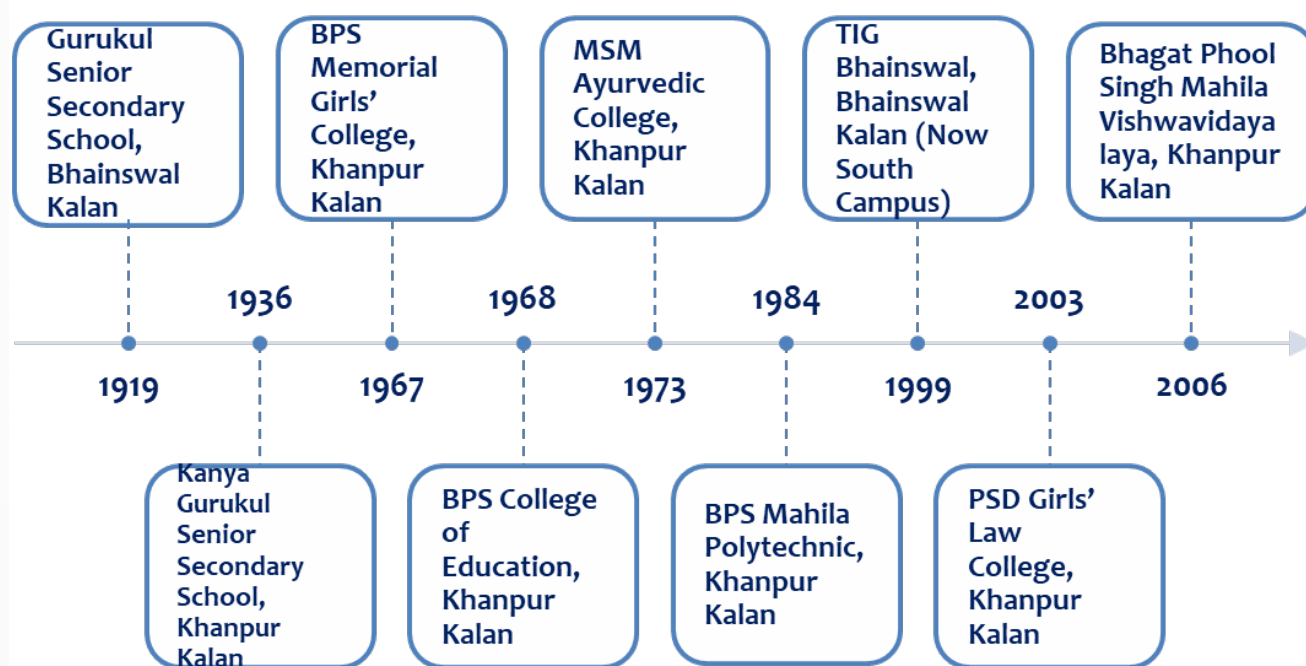 Gurukul
Senior
Secondary
School,
Bhainswal
Kalan
BPS
Memorial
Girls’
College,
Khanpur
Kalan
MSM
Ayurvedic
College,
Khanpur
Kalan
TIG
Bhainswal,
Bhainswal
Kalan (Now
South
Campus)
Bhagat Phool
Singh Mahila
Vishwavidaya
laya, Khanpur
Kalan
1936
1968
1984
2003
1919
1967
1973
1999
2006
Kanya
Gurukul
Senior
Secondary
School,
Khanpur
Kalan
BPS College
of
Education,
Khanpur
Kalan
BPS Mahila
Polytechnic,
Khanpur
Kalan
PSD Girls’
Law
College,
Khanpur
Kalan